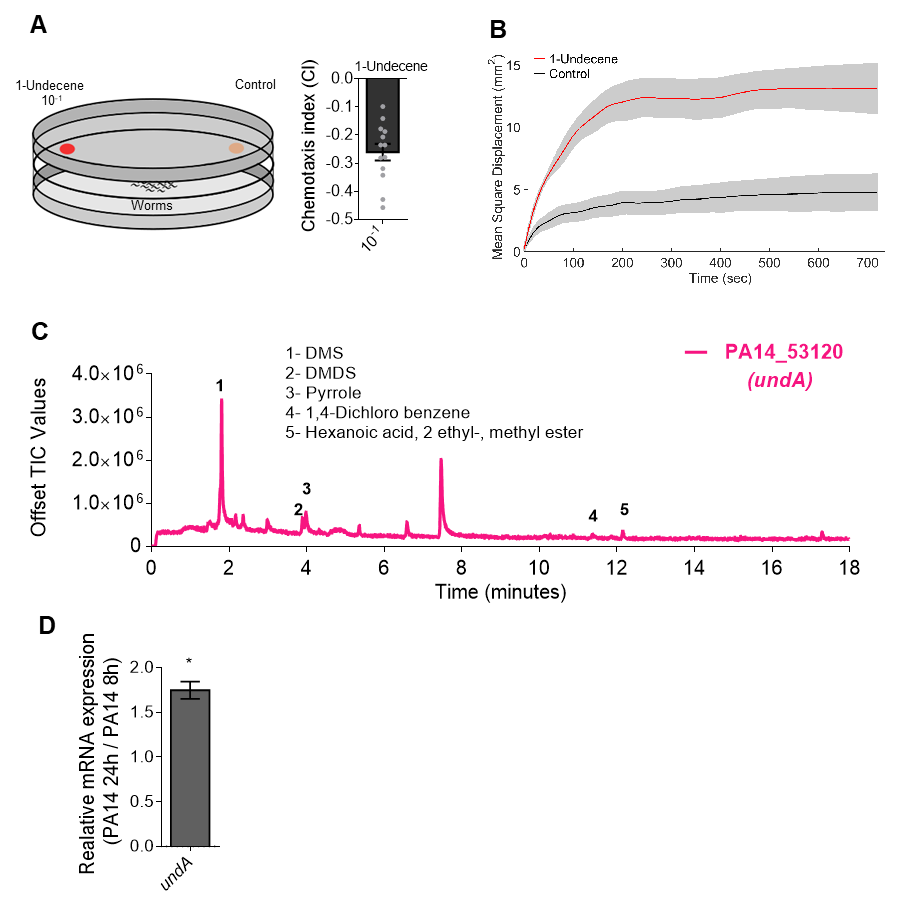 A
1-Undecene
10⁻¹
Control
Worms
1-Undecene
Chemotaxis index (CI)
0.0
-0.1
-0.2
-0.3
-0.4
-0.5
10⁻¹
B
1-Undecene
Control
Mean Square Displacement (mm²)
15
10
5
0
0 100 200 300 400 500 600 700
Time (sec)
C
1- DMS
2- DMDS
3- Pyrrole
4- 1,4-Dichloro benzene
5- Hexanoic acid, 2 ethyl-, methyl ester
PA14_53120
(undA)
Offset TIC Values
4.0×10⁶
3.0×10⁶
2.0×10⁶
1.0×10⁶
0
1
2
3
4
5
0 2 4 6 8 10 12 14 16 18
Time (minutes)
D
Realative mRNA expression
(PA14 24h / PA14 8h)
2.0
1.5
1.0
0.5
0.0
*
undA